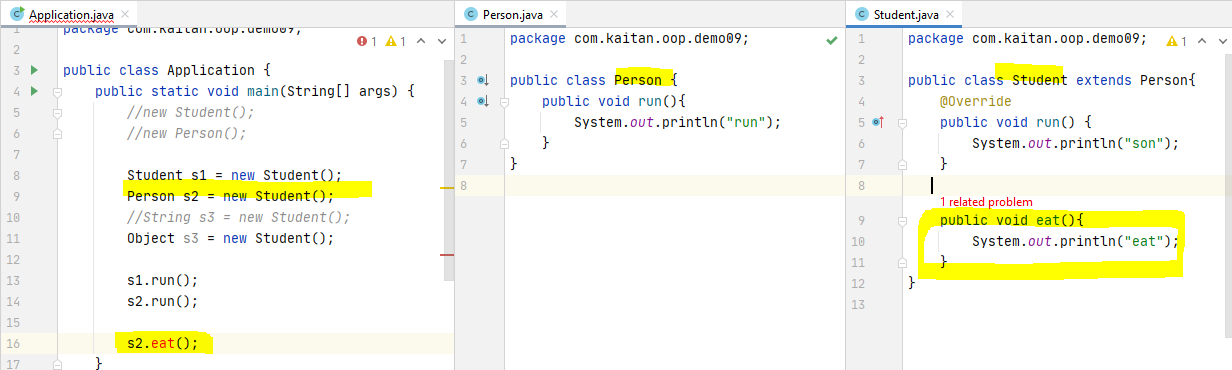 Application.java
package com.kaitan.oop.demo09;
1 1
1
3 public class Application {
4 public static void main(String[] args) {
5 //new Student();
6 //new Person();
7
8 Student s1 = new Student();
9 Person s2 = new Student();
10 //String s3 = new Student();
11 Object s3 = new Student();
12
13 s1.run();
14 s2.run();
15
16 s2.eat();
17 }
Person.java
1 package com.kaitan.oop.demo09;
2
3 public class Person {
4 public void run(){
5 System.out.println("run");
6 }
7 }
8
Student.java
1 package com.kaitan.oop.demo09;
1
2
3 public class Student extends Person{
4 @Override
5 public void run() {
6 System.out.println("son");
7 }
8
1 related problem
9 public void eat(){
10 System.out.println("eat");
11 }
12 }
13